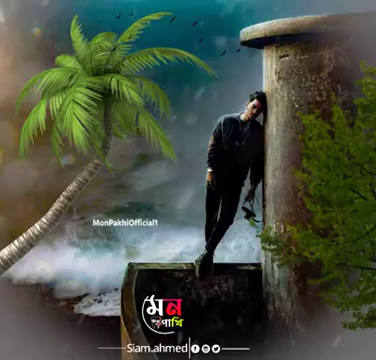 MonPakhiOfficial1
মন
পাখি
Siam.ahmed